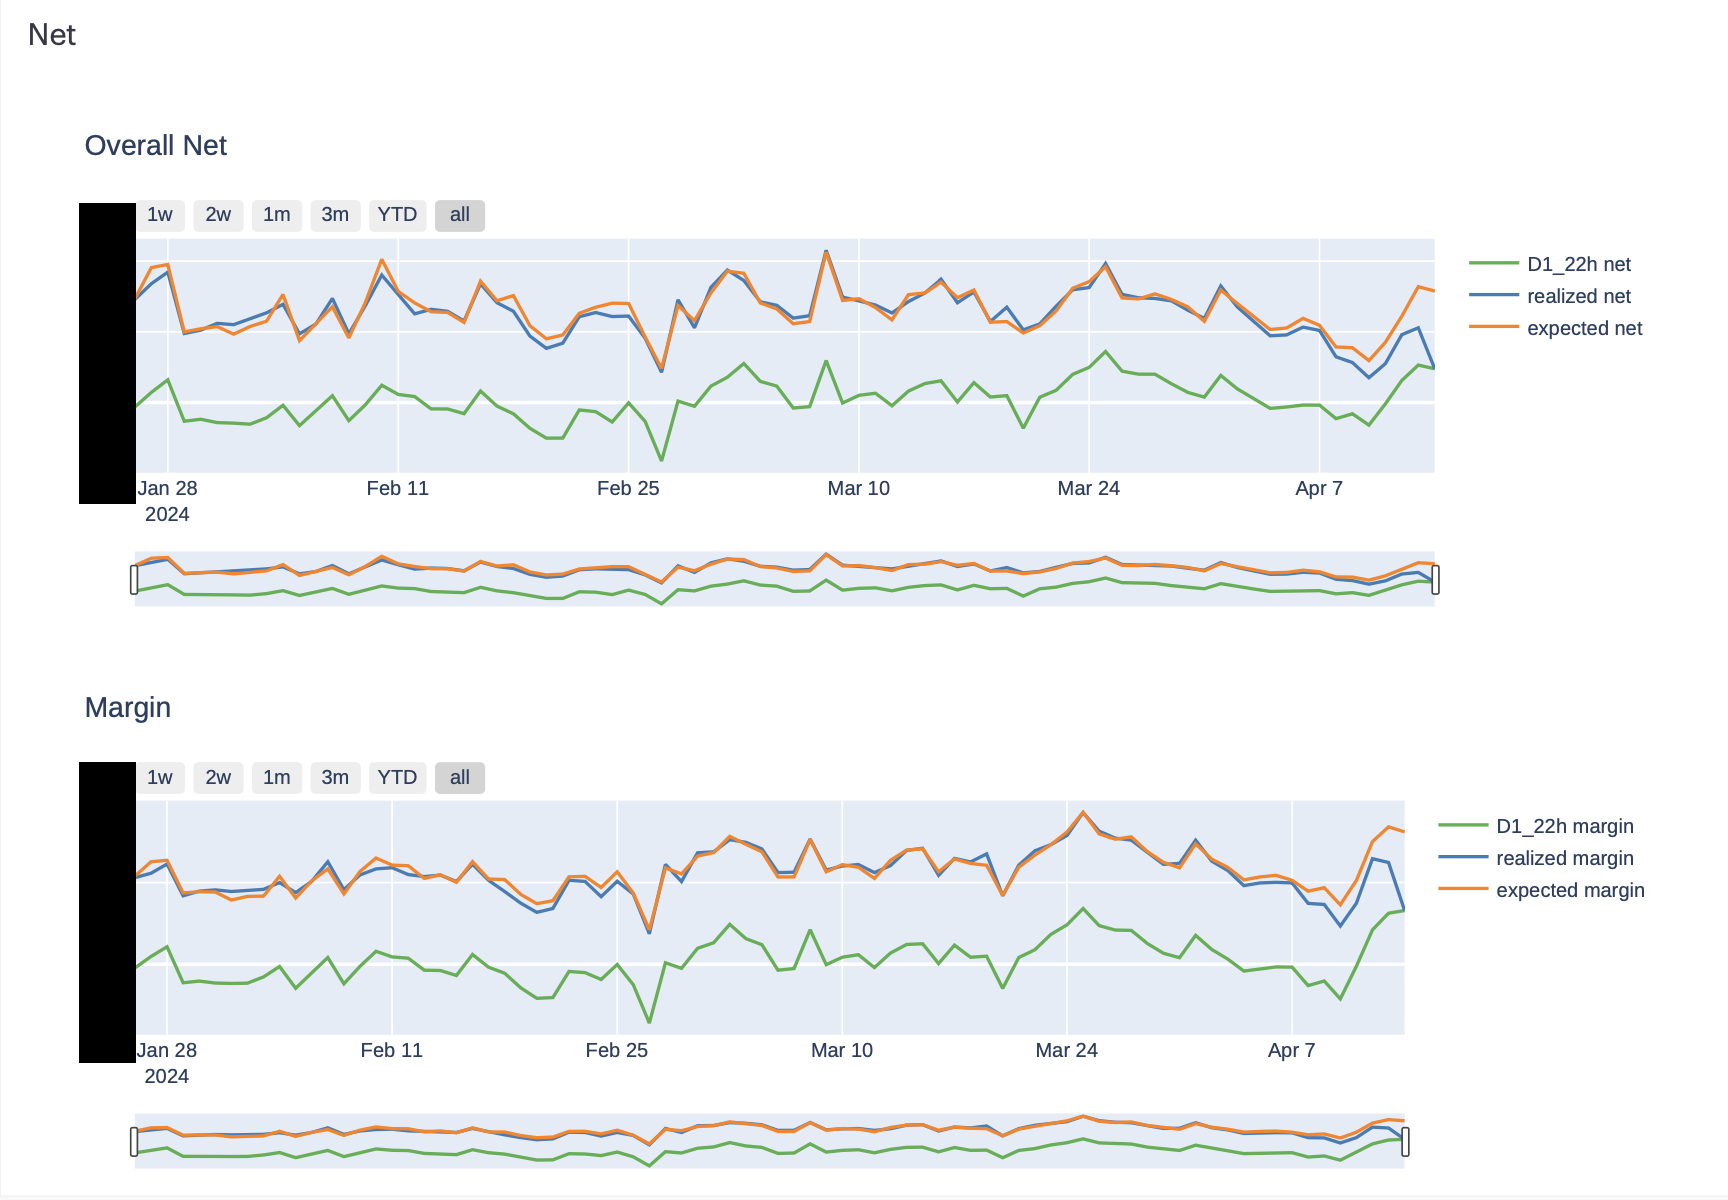 Net
Overall Net
1w 2w 1m 3m YTD all
D1_22h net
realized net
expected net
Jan 28 Feb 11 Feb 25 Mar 10 Mar 24 Apr 7
2024
Margin
1w 2w 1m 3m YTD all
D1_22h margin
realized margin
expected margin
Jan 28 Feb 11 Feb 25 Mar 10 Mar 24 Apr 7
2024